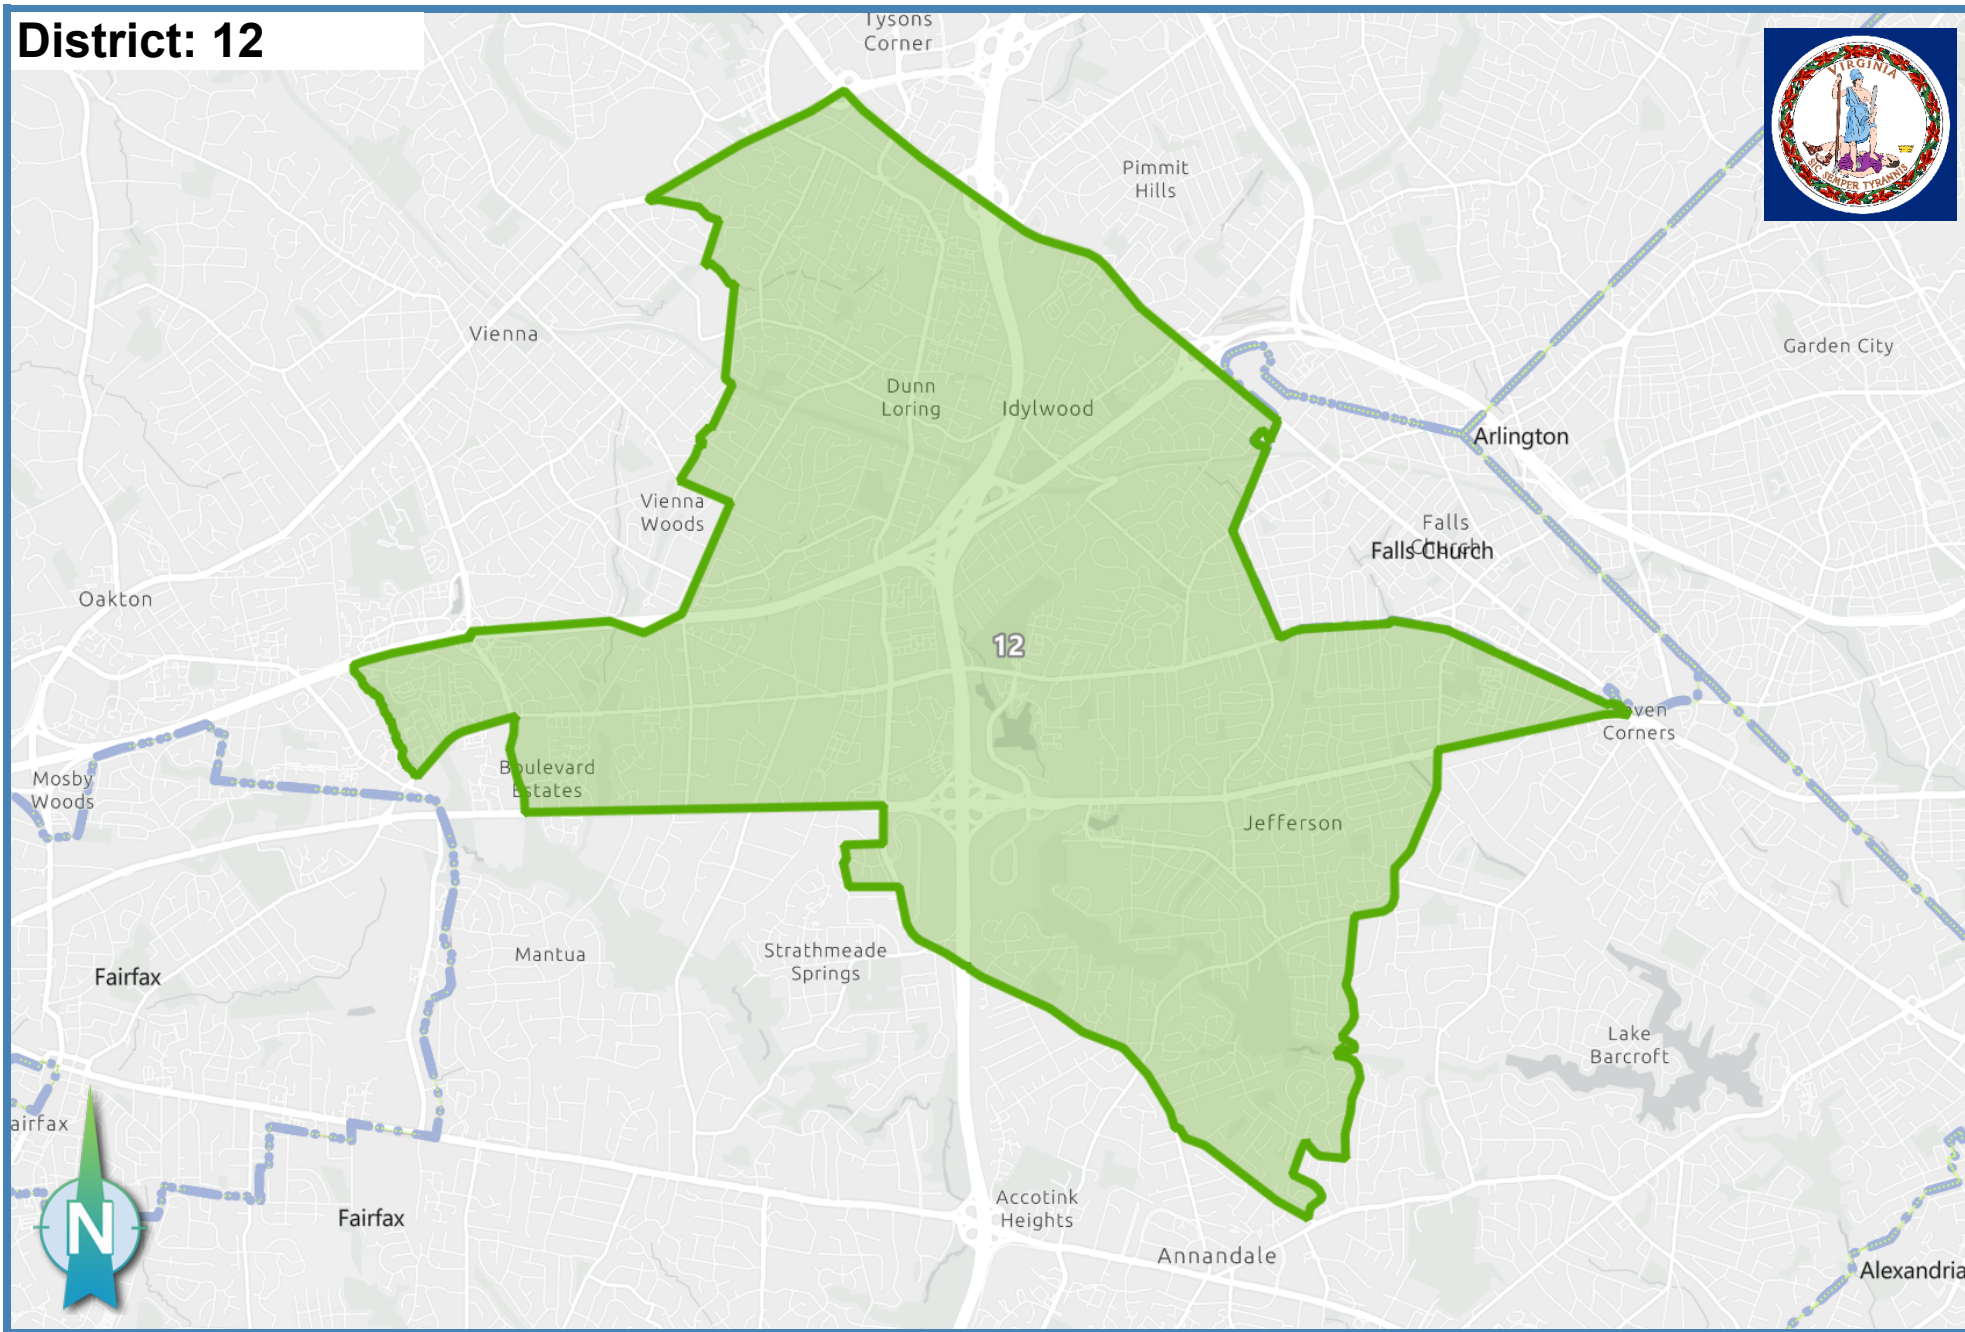 District: 12
Tysons
Corner
VIRGINIA
SIC SEMPER TYRANNIS
Pimmit
Hills
Vienna
Garden City
Dunn
Loring
Idylwood
Arlington
Vienna
Woods
Falls
Church
Falls Church
Oakton
12
Seven
Corners
Mosby
Woods
Boulevard
Estates
Jefferson
Mantua
Strathmeade
Springs
Fairfax
Lake
Barcroft
airfax
N
Fairfax
Accotink
Heights
Annandale
Alexandria